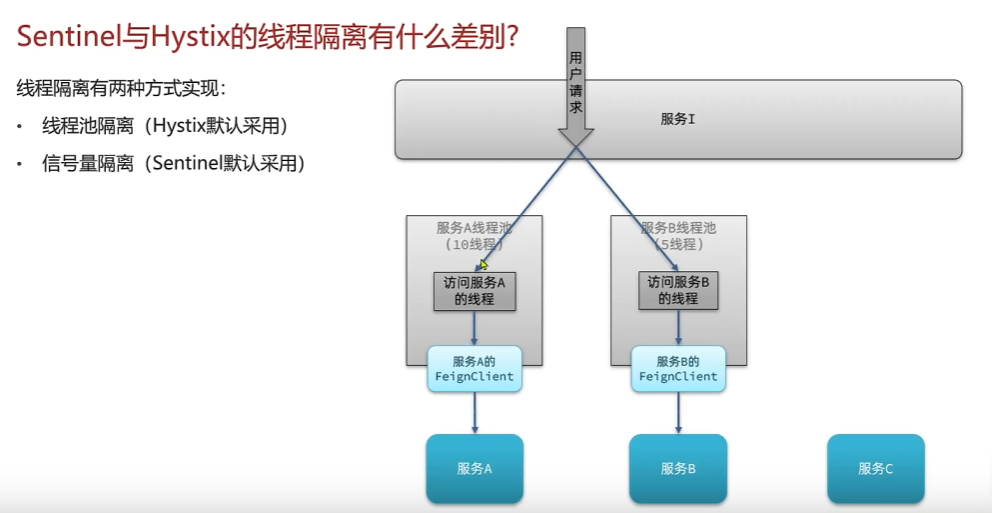 Sentinel与Hystix的线程隔离有什么差别?
线程隔离有两种方式实现：
• 线程池隔离（Hystix默认采用）
• 信号量隔离（Sentinel默认采用）
用户请求
服务I
服务A线程池
（10线程）
访问服务A
的线程
服务A的
FeignClient
服务A
服务B线程池
（5线程）
访问服务B
的线程
服务B的
FeignClient
服务B
服务C